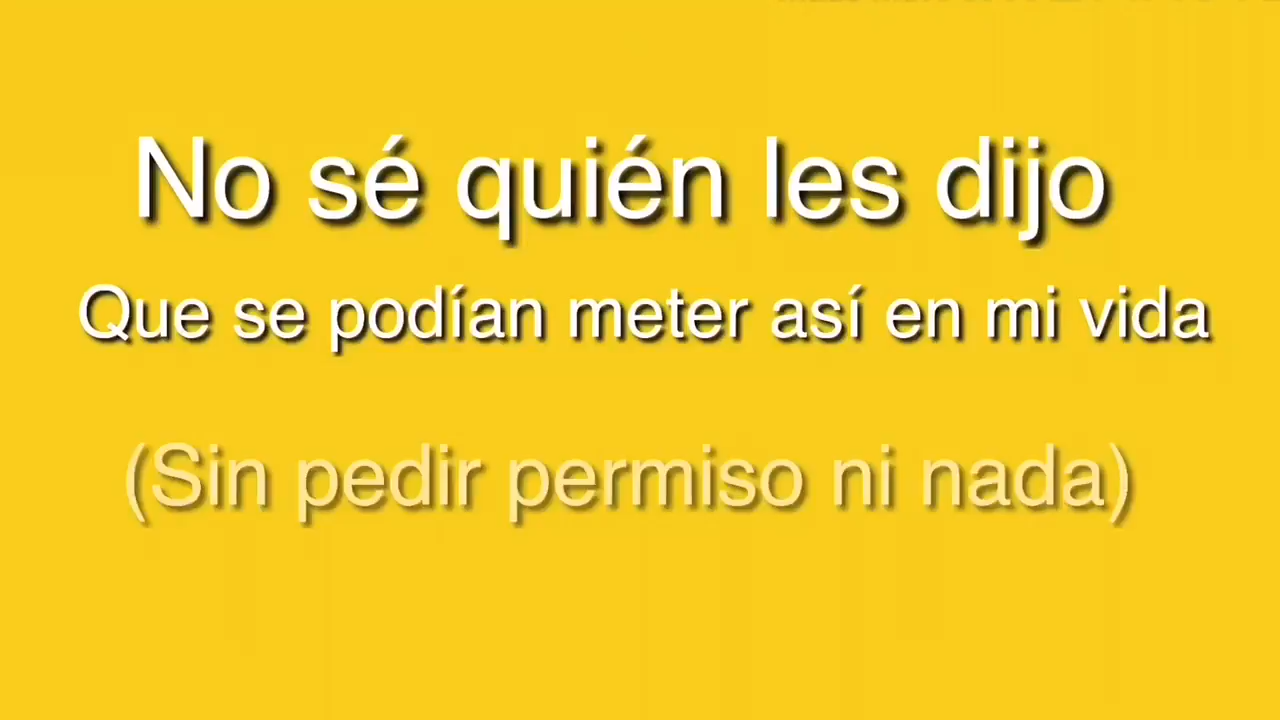 No sé quién les dijo
Que se podían meter así en mi vida
(Sin pedir permiso ni nada)